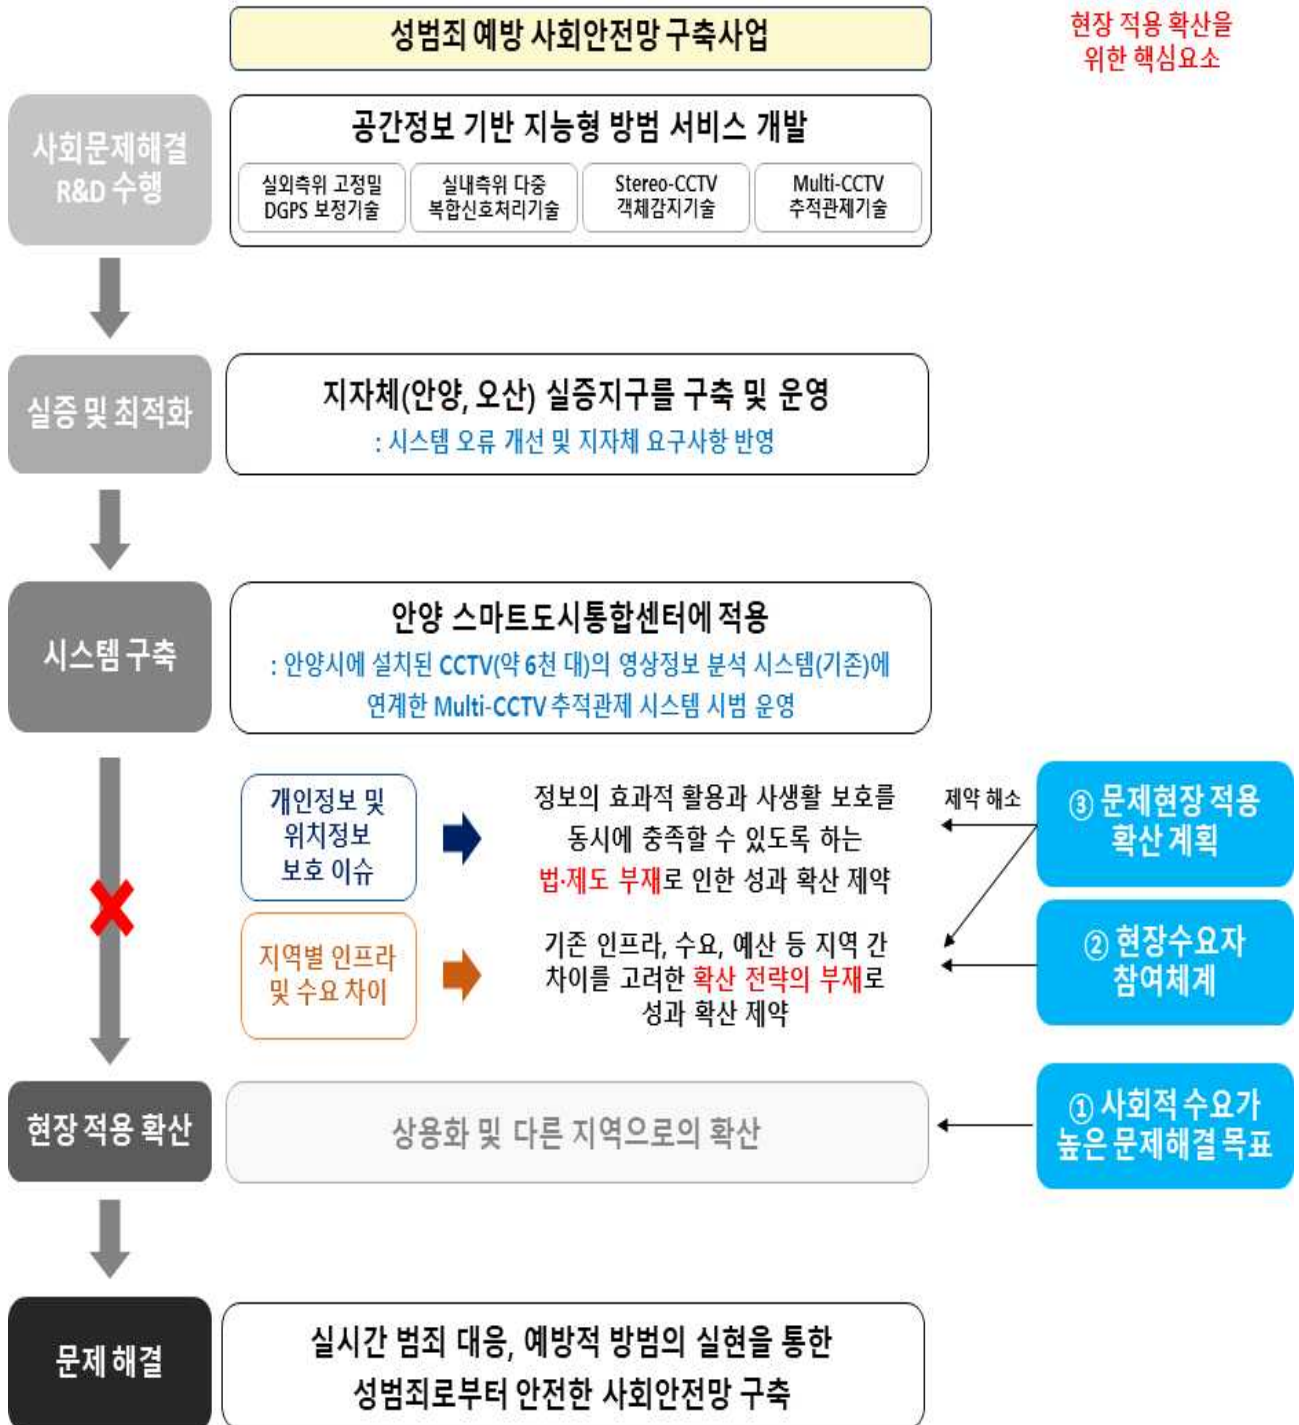 성범죄 예방 사회안전망 구축사업
현장 적용 확산을
위한 핵심요소
사회문제해결
R&D 수행
공간정보 기반 지능형 방범 서비스 개발
실외측위 고정밀
DGPS 보정기술
실내측위 다중
복합신호처리기술
Stereo-CCTV
객체감지기술
Multi-CCTV
추적관제기술
실증 및 최적화
지자체(안양, 오산) 실증지구를 구축 및 운영
: 시스템 오류 개선 및 지자체 요구사항 반영
시스템 구축
안양 스마트도시통합센터에 적용
: 안양시에 설치된 CCTV(약 6천 대)의 영상정보 분석 시스템(기존)에
연계한 Multi-CCTV 추적관제 시스템 시범 운영
개인정보 및
위치정보
보호 이슈
정보의 효과적 활용과 사생활 보호를
동시에 충족할 수 있도록 하는
법·제도 부재로 인한 성과 확산 제약
제약 해소
③ 문제현장 적용
확산 계획
지역별 인프라
및 수요 차이
기존 인프라, 수요, 예산 등 지역 간
차이를 고려한 확산 전략의 부재로
성과 확산 제약
② 현장수요자
참여체계
현장 적용 확산
상용화 및 다른 지역으로의 확산
① 사회적 수요가
높은 문제해결 목표
문제 해결
실시간 범죄 대응, 예방적 방범의 실현을 통한
성범죄로부터 안전한 사회안전망 구축